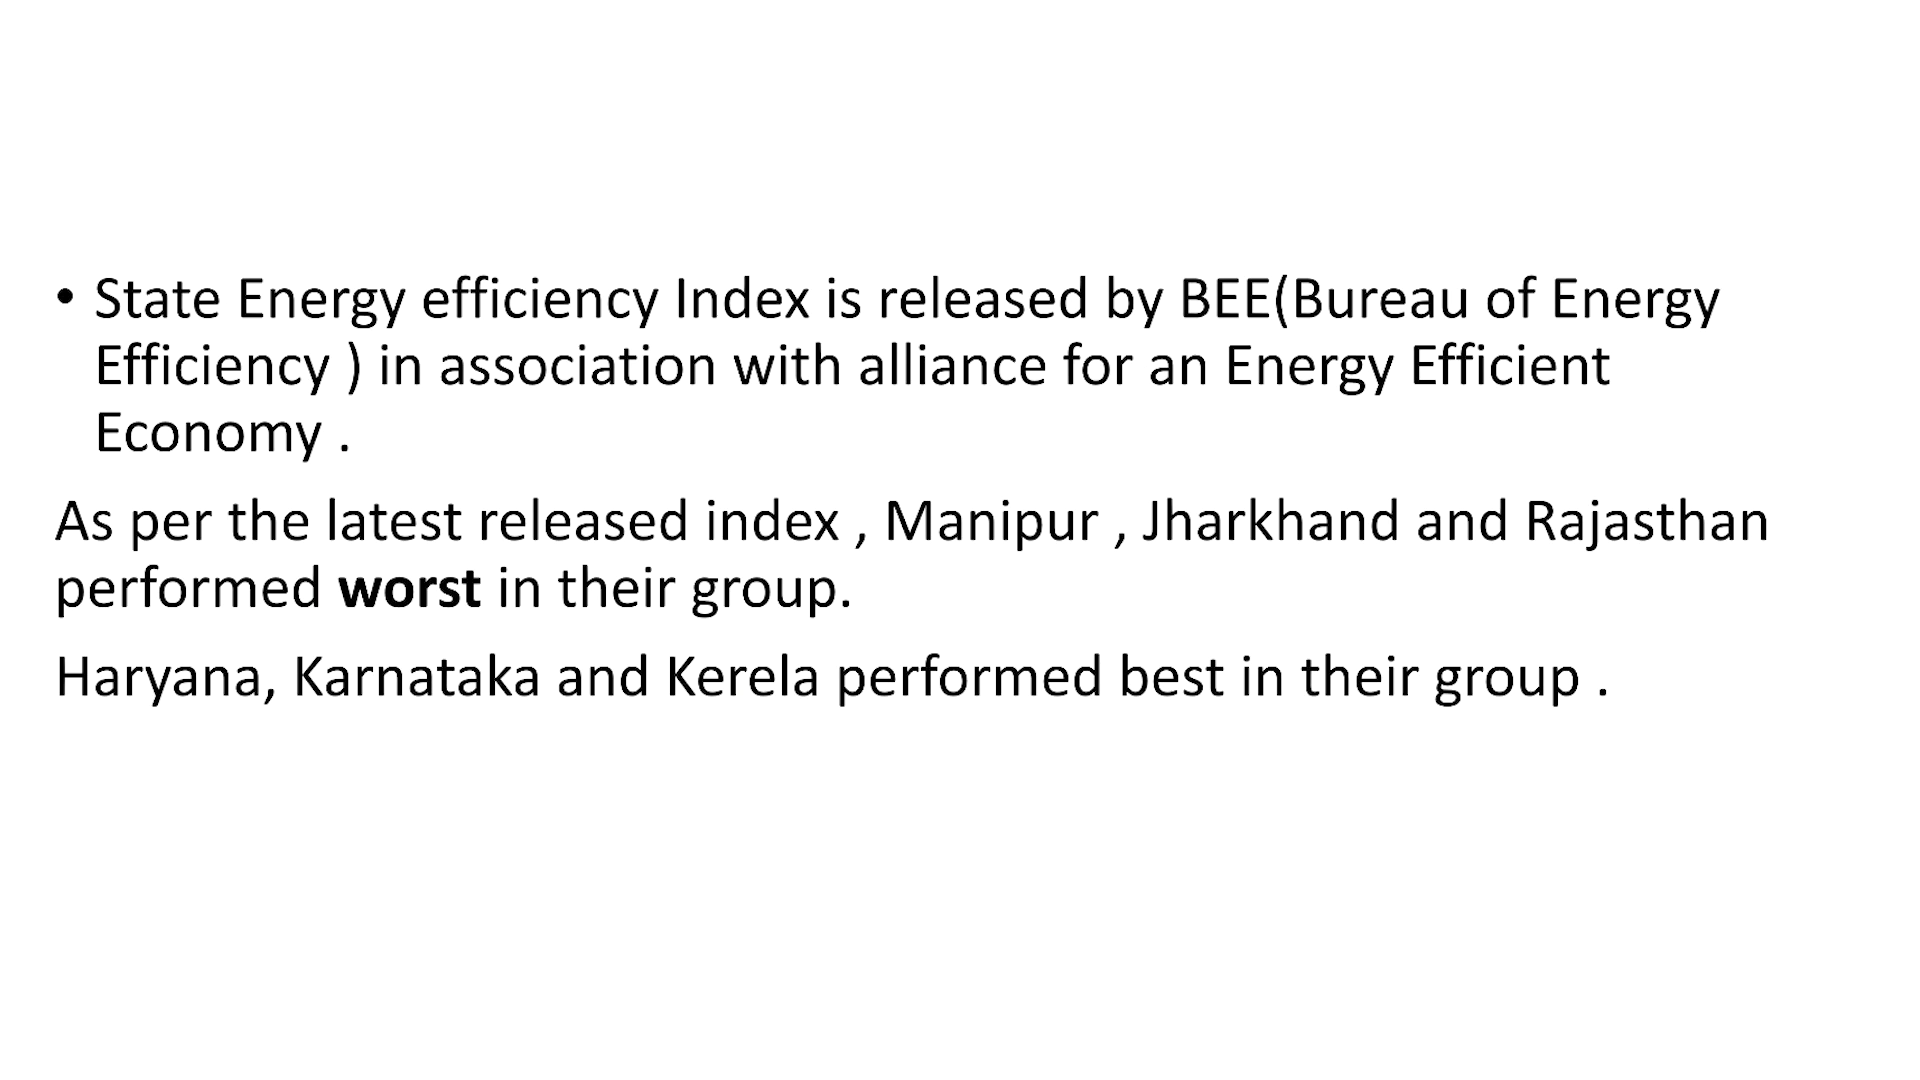 • State Energy efficiency Index is released by BEE(Bureau of Energy
Efficiency ) in association with alliance for an Energy Efficient
Economy .
As per the latest released index , Manipur , Jharkhand and Rajasthan
performed worst in their group.
Haryana, Karnataka and Kerela performed best in their group .